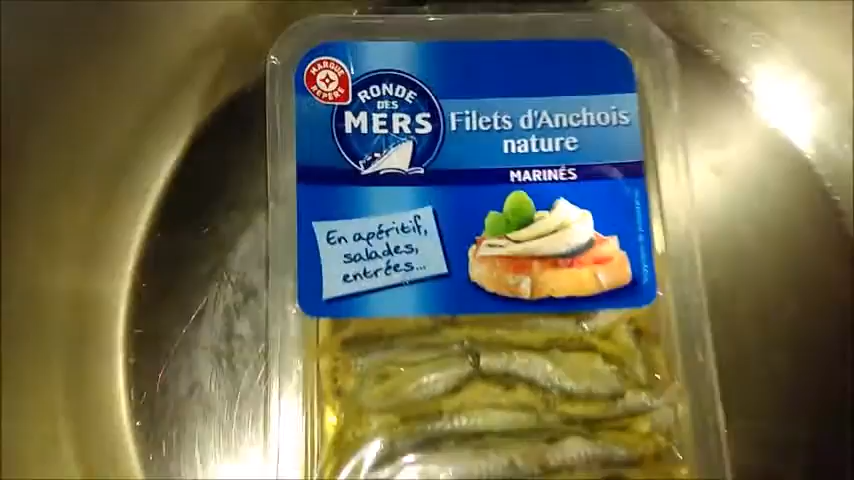 MARQUE
REPÈRE
RONDE
DES
MERS
Filets d'Anchois
nature
MARINÉS
En apéritif,
salades,
entrées...